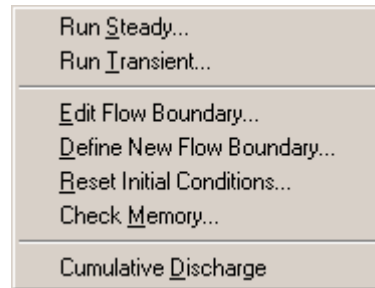 Run Steady...
Run Transient...
Edit Flow Boundary...
Define New Flow Boundary...
Reset Initial Conditions...
Check Memory...
Cumulative Discharge